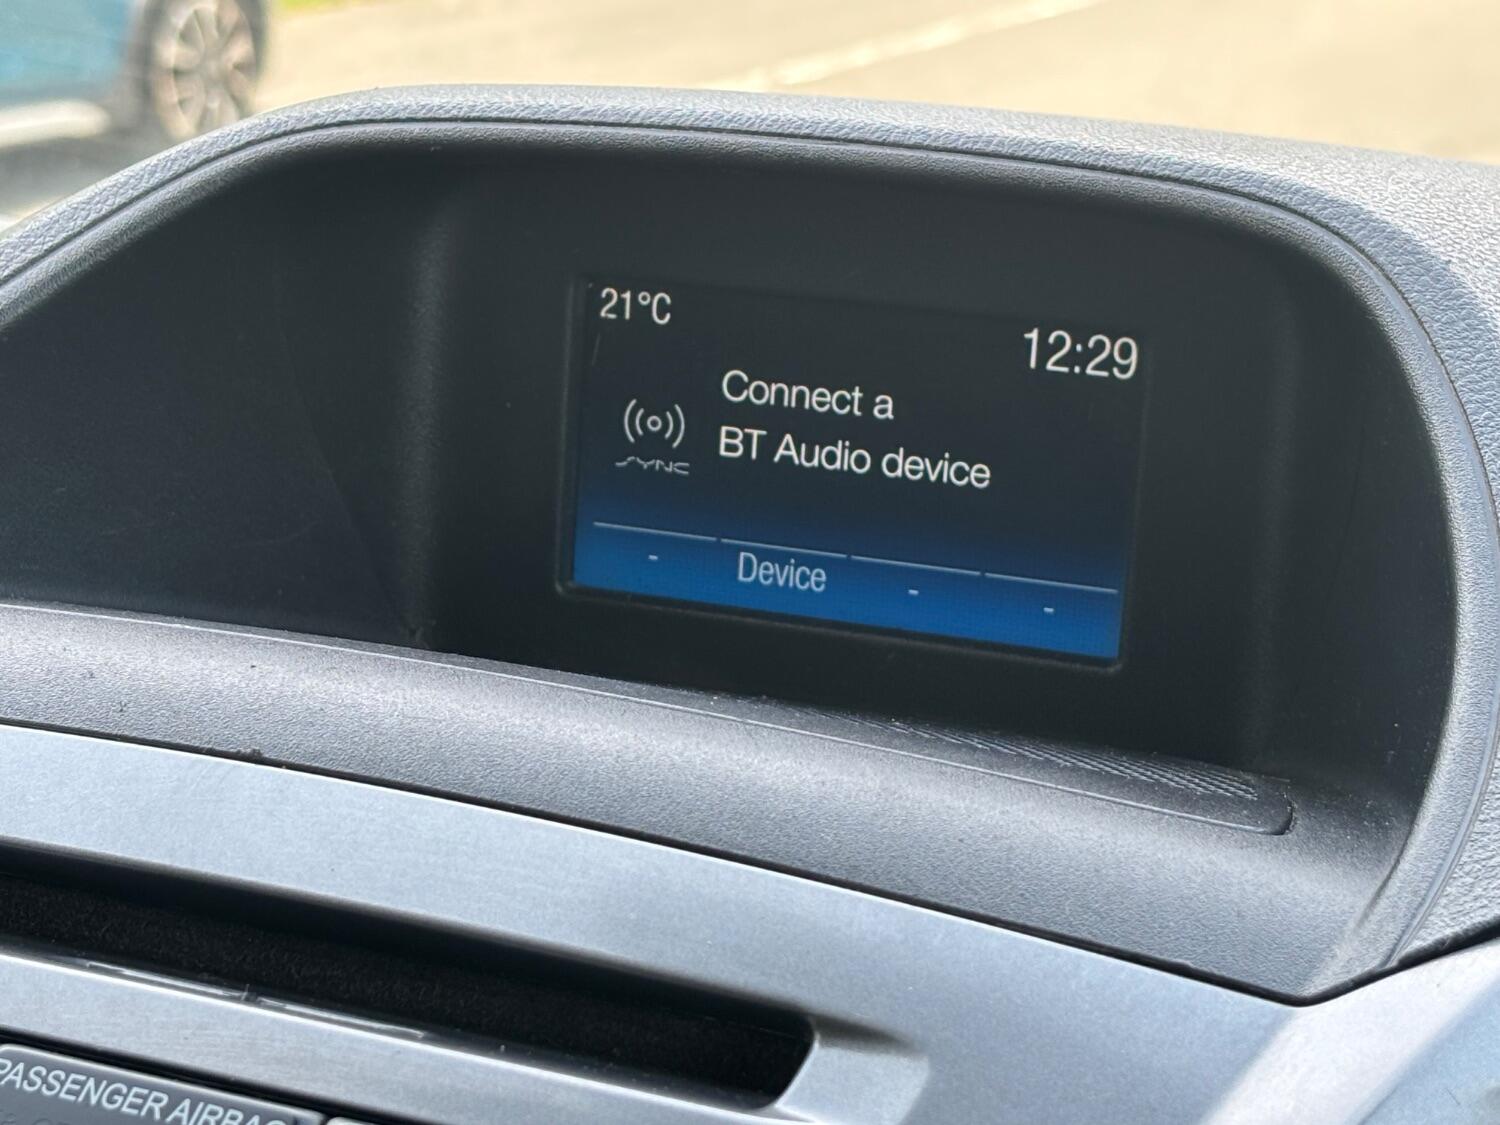 21°C
12:29
Connect a
BT Audio device
SYNC
- Device - -
PASSENGER AIRBAG